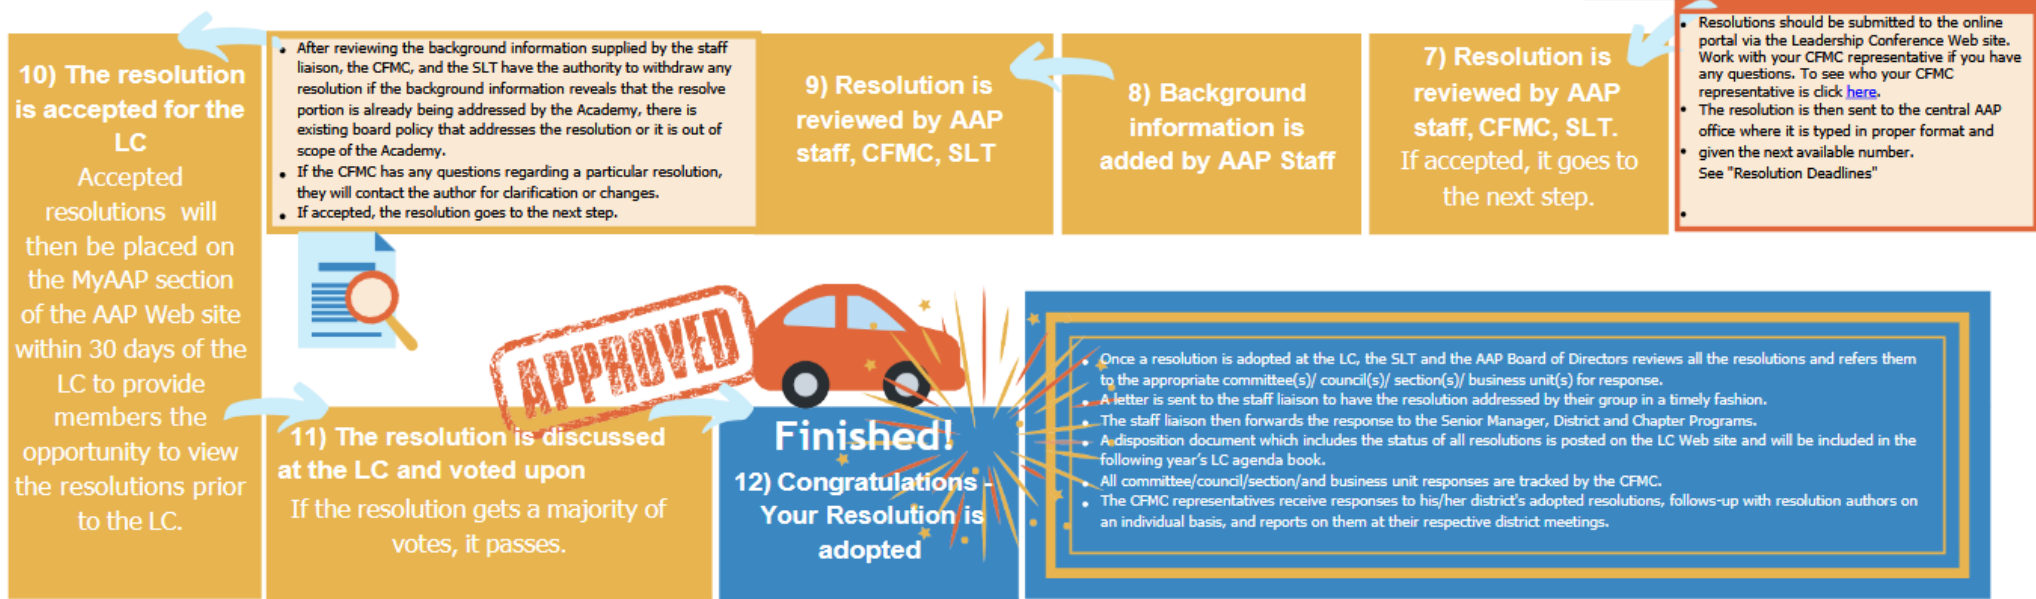 10) The resolution
is accepted for the
LC
Accepted
resolutions will
then be placed on
the MyAAP section
of the AAP Web site
within 30 days of the
LC to provide
members the
opportunity to view
the resolutions prior
to the LC.
• After reviewing the background information supplied by the staff
liaison, the CFMC, and the SLT have the authority to withdraw any
resolution if the background information reveals that the resolve
portion is already being addressed by the Academy, there is
existing board policy that addresses the resolution or it is out of
scope of the Academy.
• If the CFMC has any questions regarding a particular resolution,
they will contact the author for clarification or changes.
• If accepted, the resolution goes to the next step.
9) Resolution is
reviewed by AAP
staff, CFMC, SLT
8) Background
information is
added by AAP Staff
7) Resolution is
reviewed by AAP
staff, CFMC, SLT.
If accepted, it goes to
the next step.
• Resolutions should be submitted to the online
portal via the Leadership Conference Web site.
Work with your CFMC representative if you have
any questions. To see who your CFMC
representative is click here.
• The resolution is then sent to the central AAP
office where it is typed in proper format and
• given the next available number.
See "Resolution Deadlines"
•
APPROVED
11) The resolution is discussed
at the LC and voted upon
If the resolution gets a majority of
votes, it passes.
Finished!
12) Congratulations -
Your Resolution is
adopted
• Once a resolution is adopted at the LC, the SLT and the AAP Board of Directors reviews all the resolutions and refers them
to the appropriate committee(s)/ council(s)/ section(s)/ business unit(s) for response.
• A letter is sent to the staff liaison to have the resolution addressed by their group in a timely fashion.
• The staff liaison then forwards the response to the Senior Manager, District and Chapter Programs.
• A disposition document which includes the status of all resolutions is posted on the LC Web site and will be included in the
following year's LC agenda book.
• All committee/council/section/and business unit responses are tracked by the CFMC.
• The CFMC representatives receive responses to his/her district's adopted resolutions, follows-up with resolution authors on
an individual basis, and reports on them at their respective district meetings.